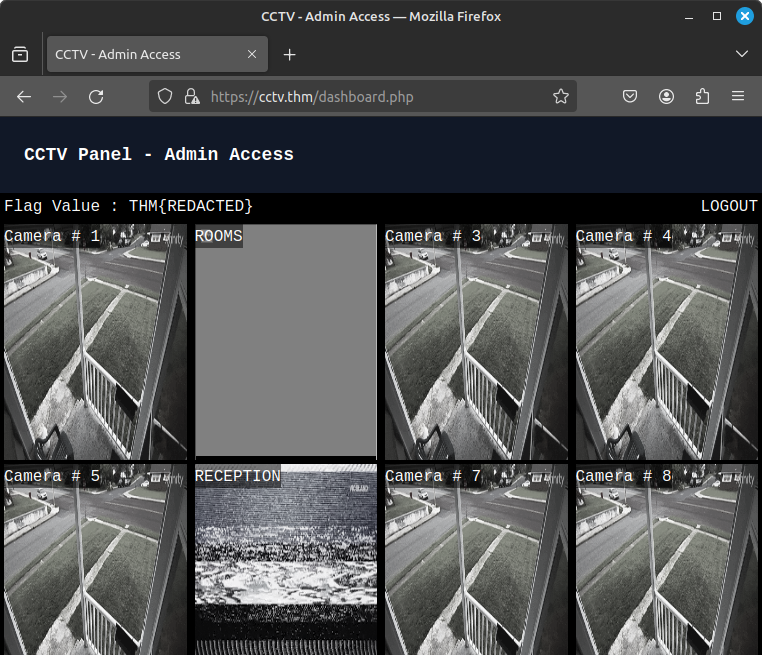 CCTV - Admin Access — Mozilla Firefox
CCTV - Admin Access
https://cctv.thm/dashboard.php
CCTV Panel - Admin Access
Flag Value : THM{REDACTED}
LOGOUT
Camera # 1
ROOMS
Camera # 3
Camera # 4
Camera # 5
RECEPTION
Camera # 7
Camera # 8